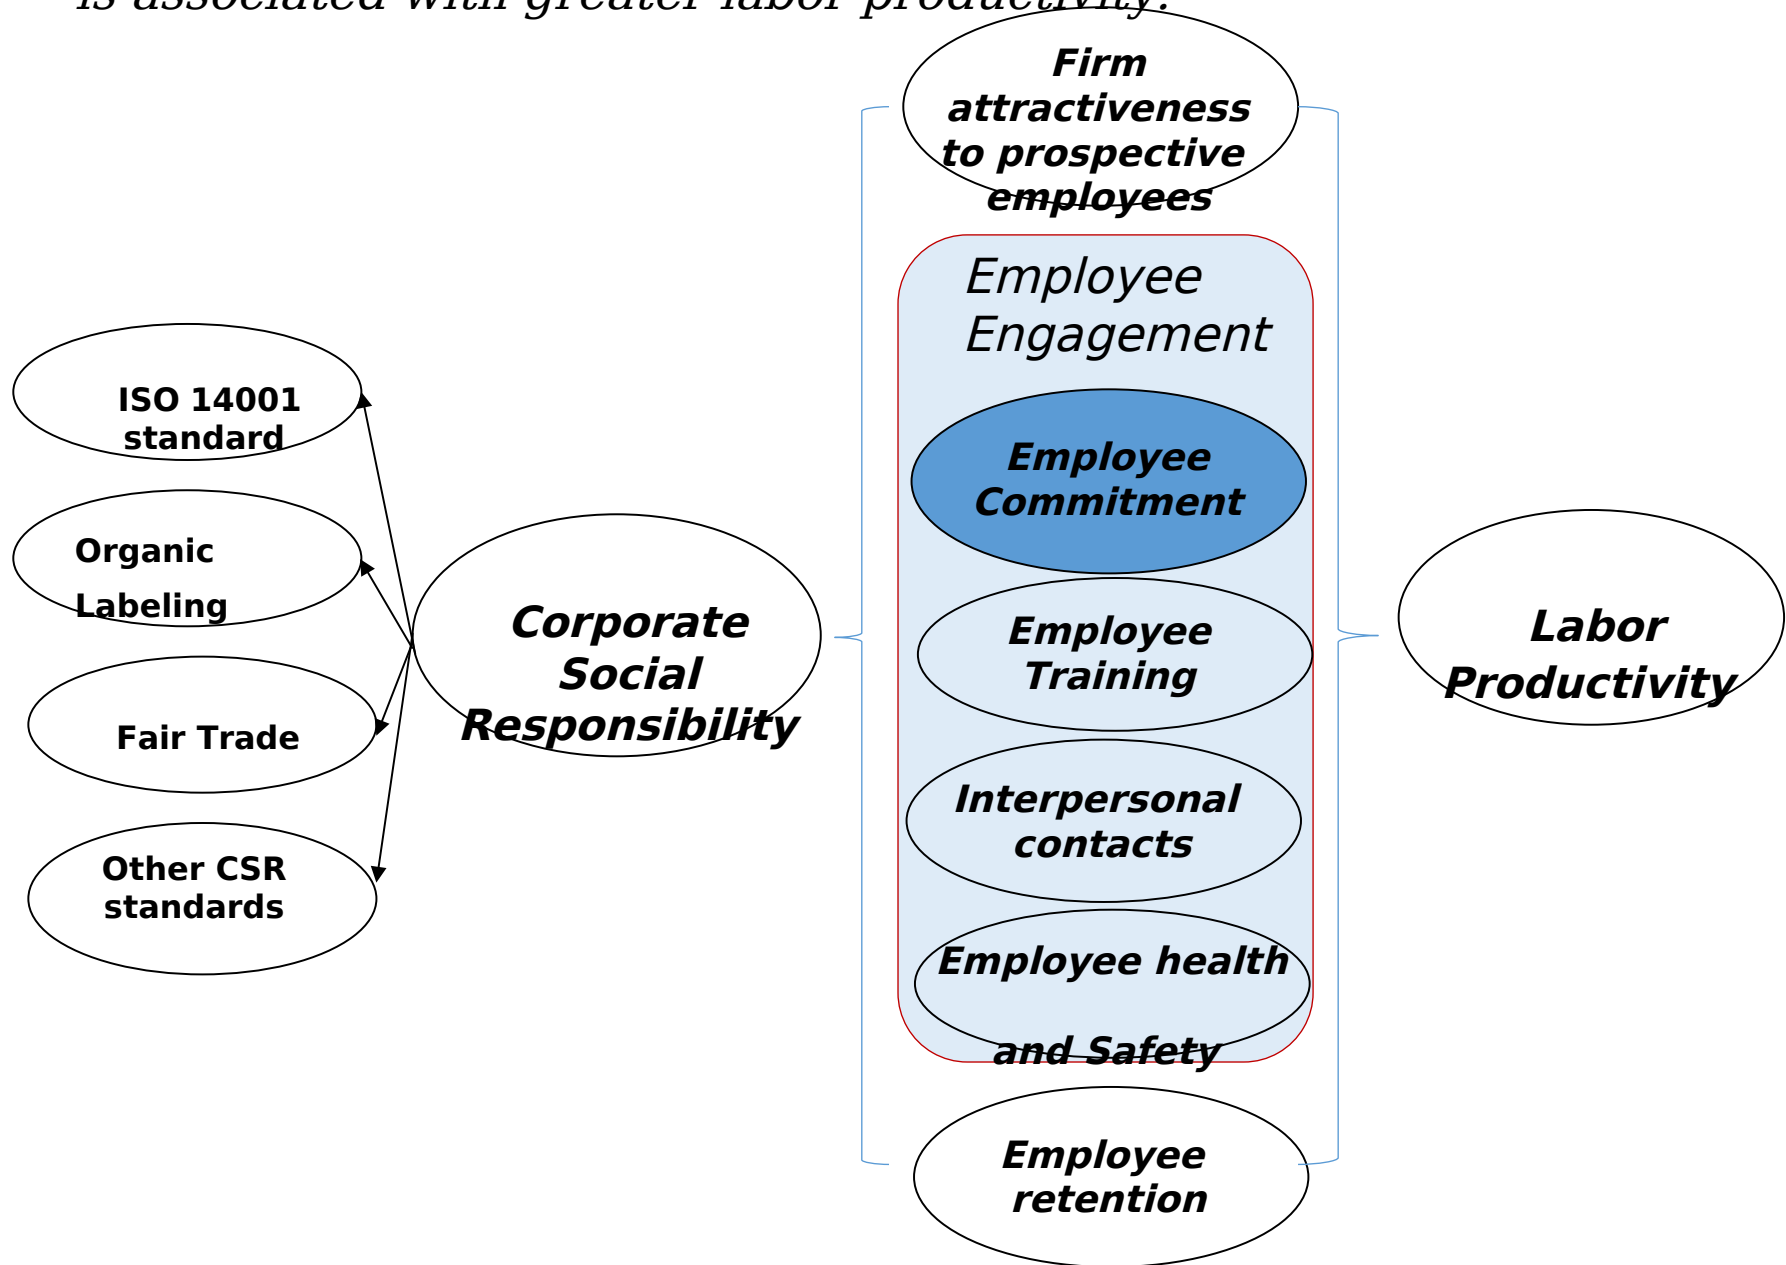 is associated with greater labor productivity.
Firm
attractiveness
to prospective
employees
Employee
Engagement
ISO 14001
standard
Employee
Commitment
Organic
Labeling
Corporate
Social
Responsibility
Employee
Training
Labor
Productivity
Fair Trade
Interpersonal
contacts
Other CSR
standards
Employee health
and Safety
Employee
retention